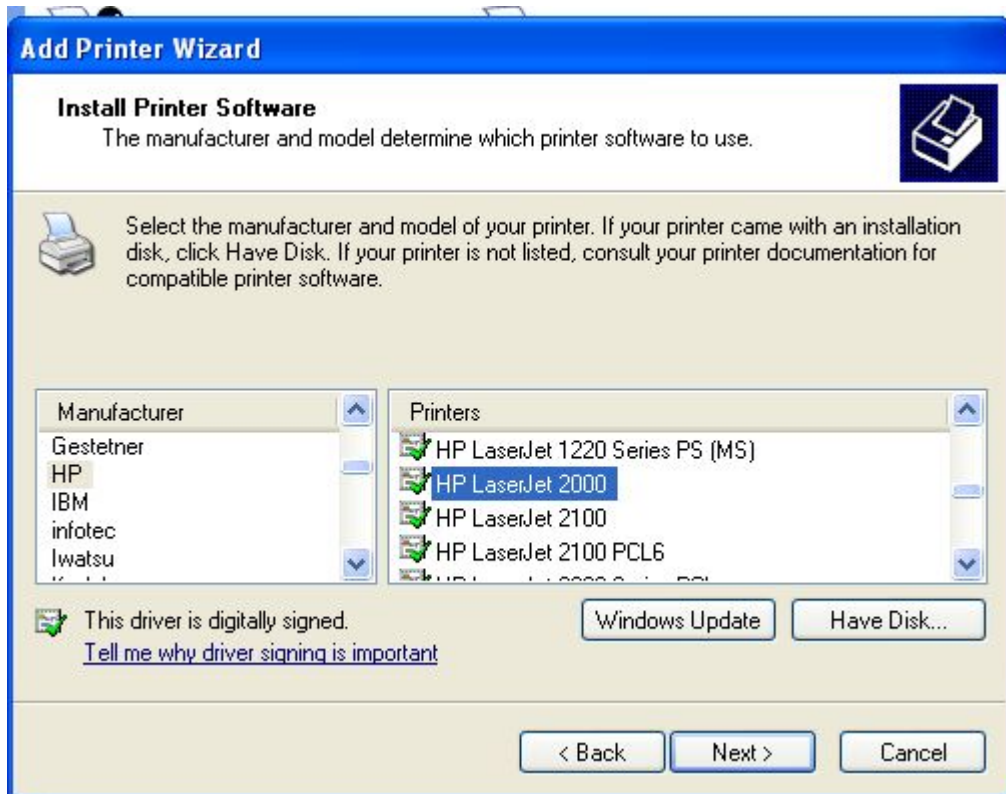 Add Printer Wizard
Install Printer Software
The manufacturer and model determine which printer software to use.
Select the manufacturer and model of your printer. If your printer came with an installation
disk, click Have Disk. If your printer is not listed, consult your printer documentation for
compatible printer software.
Manufacturer
Gestetner
HP
IBM
infotec
Iwatsu
Printers
HP LaserJet 1220 Series PS (MS)
HP LaserJet 2000
HP LaserJet 2100
HP LaserJet 2100 PCL6
This driver is digitally signed.
Tell me why driver signing is important
Windows Update
Have Disk...
< Back
Next >
Cancel